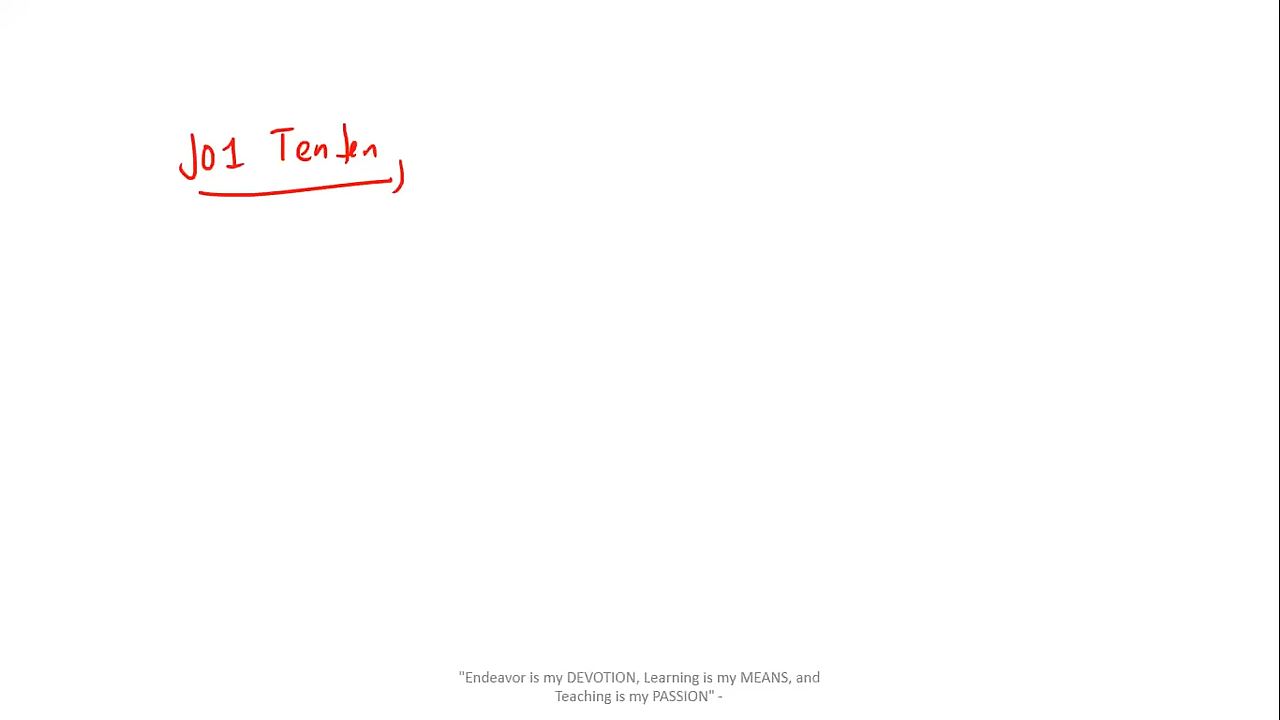 J01 Tenten,
"Endeavor is my DEVOTION, Learning is my MEANS, and
Teaching is my PASSION" -